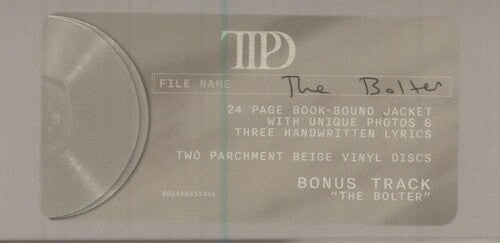 TTPD
FILE NAME The Bolter
24 PAGE BOOK-BOUND JACKET
WITH UNIQUE PHOTOS &
THREE HANDWRITTEN LYRICS
TWO PARCHMENT BEIGE VINYL DISCS
BONUS TRACK
"THE BOLTER"